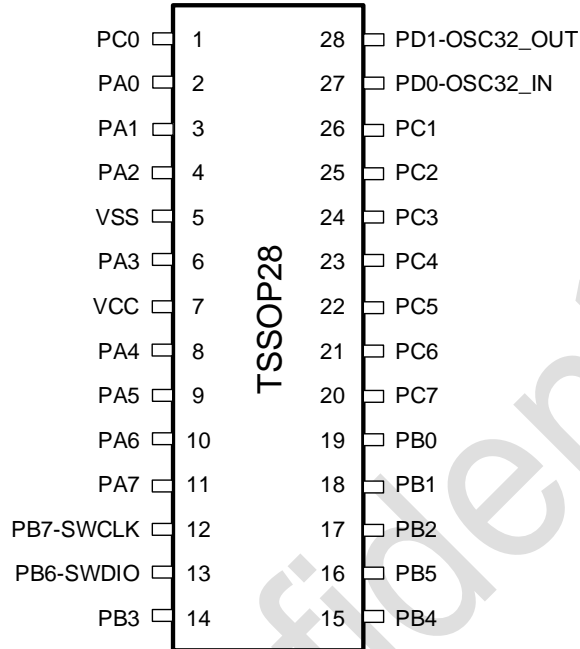 PC0 1 28 PD1-OSC32_OUT
PA0 2 27 PD0-OSC32_IN
PA1 3 26 PC1
PA2 4 25 PC2
VSS 5 24 PC3
PA3 6 23 PC4
VCC 7 22 PC5
PA4 8 21 PC6
PA5 9 20 PC7
PA6 10 19 PB0
PA7 11 18 PB1
PB7-SWCLK 12 17 PB2
PB6-SWDIO 13 16 PB5
PB3 14 15 PB4
TSSOP28